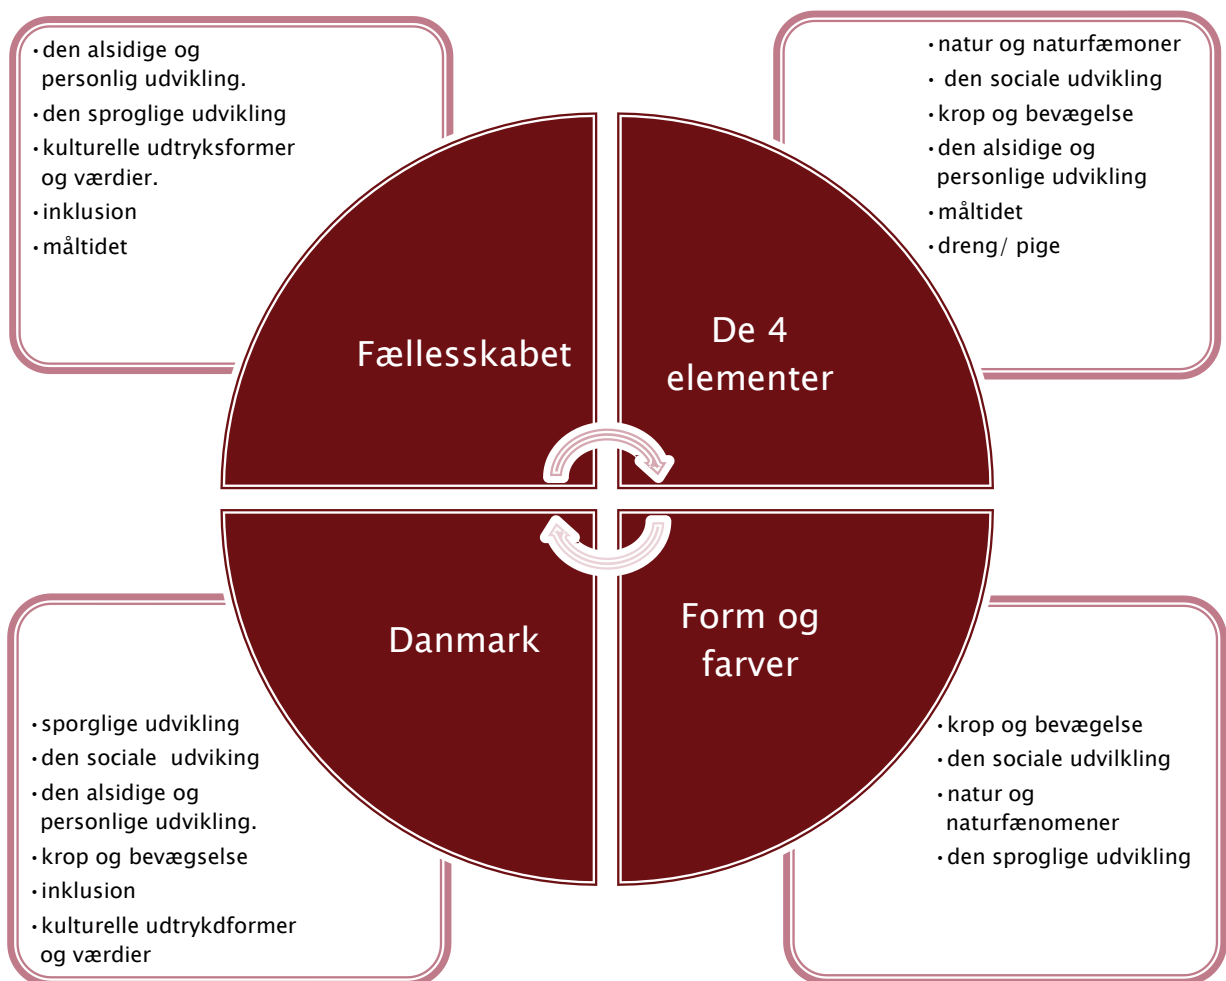 ·den alsidige og
personlig udvikling.
·den sproglige udvikling
·kulturelle udtryksformer
og værdier.
·inklusion
·måltidet
·natur og naturfæmoner
· den sociale udvikling
·krop og bevægelse
·den alsidige og
personlige udvikling
·måltidet
·dreng/ pige
Fællesskabet
De 4
elementer
Danmark
Form og
farver
·sporglige udvikling
·den sociale  udviking
·den alsidige og
personlige udvikling.
·krop og bevægselse
·inklusion
·kulturelle udtrykdformer
og værdier
·krop og bevægelse
·den sociale udvilkling
·natur og
naturfænomener
·den sproglige udvikling